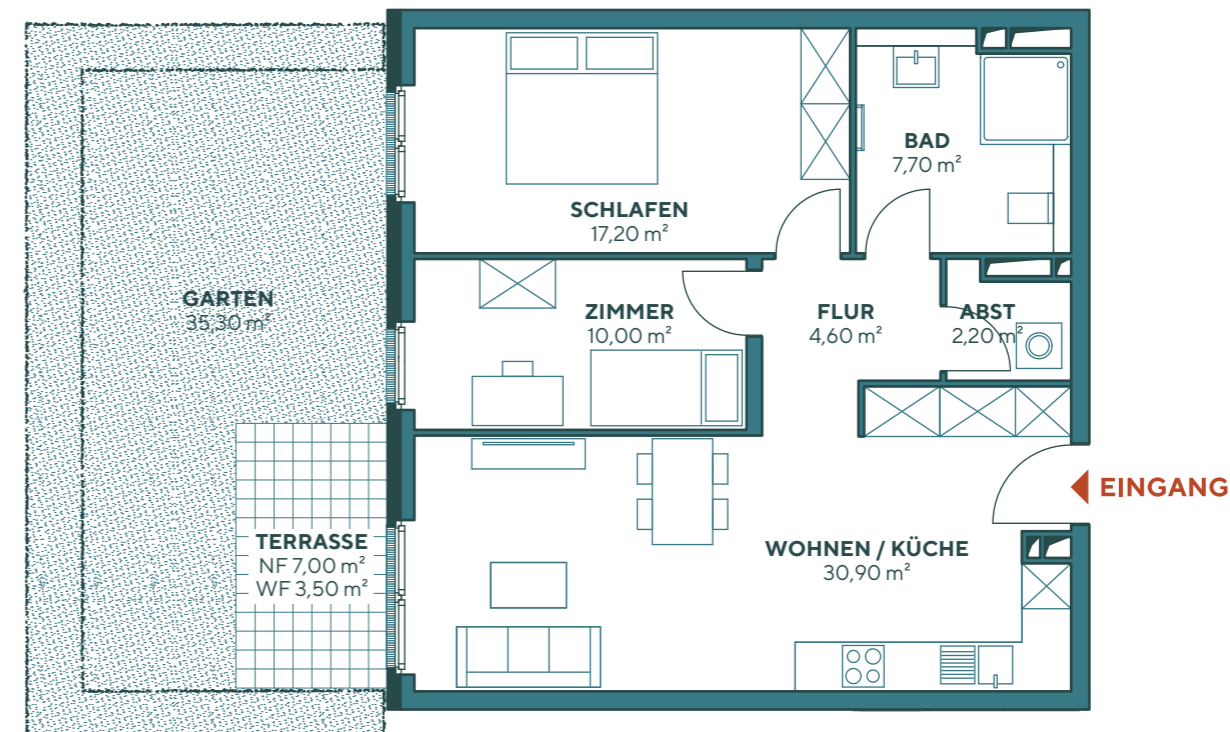 BAD
7,70 m²
SCHLAFEN
17,20 m²
GARTEN
35,30 m²
ZIMMER
10,00 m²
FLUR
4,60 m²
ABST
2,20 m²
EINGANG
TERRASSE
NF 7,00 m²
WF 3,50 m²
WOHNEN / KÜCHE
30,90 m²